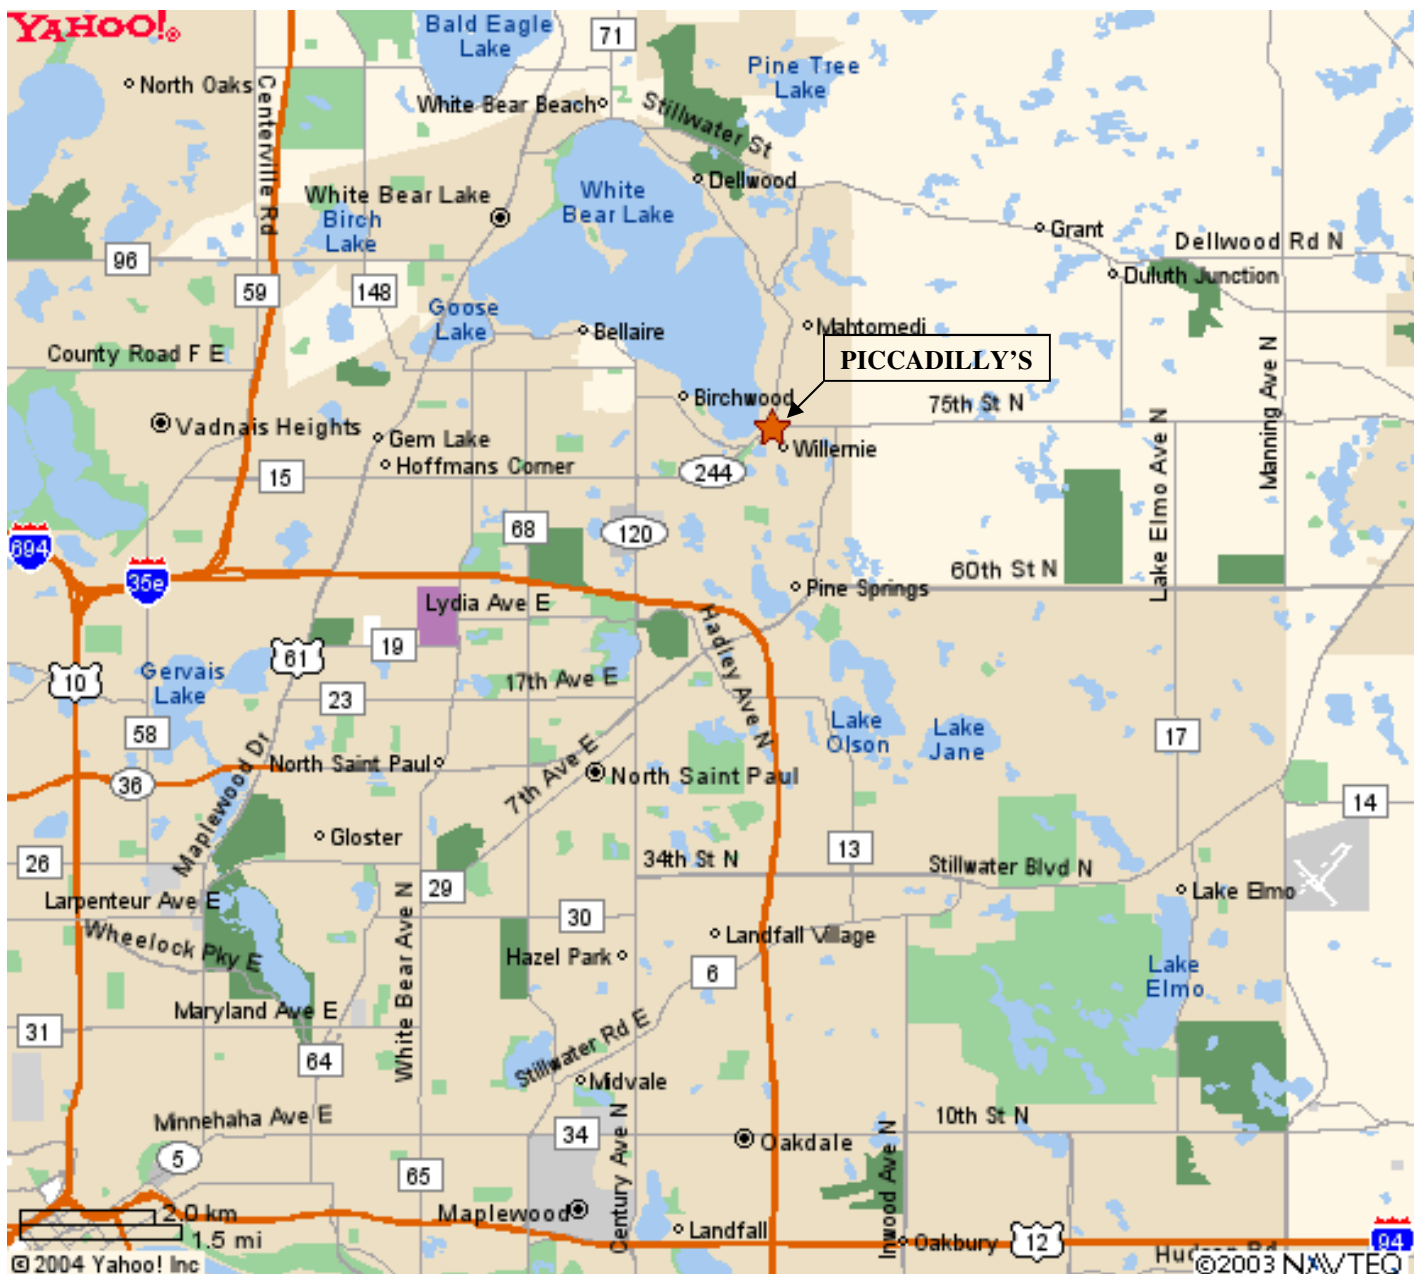 YAHOO!®
Bald Eagle
Lake
71
Pine Tree
Lake
North Oaks
Centerville Rd
White Bear Beach
Stillwater St
Dellwood
White Bear Lake
White
Bear Lake
Birch
Lake
Grant
Dellwood Rd N
96
Duluth Junction
59
148
Goose
Lake
Bellaire
Mahtomedi
County Road F E
PICCADILLY'S
Manning Ave N
Birchwood
75th St N
Vadnais Heights
Gem Lake
Willernie
Lake Elmo Ave N
Hoffmans Corner
15
244
68
120
694
35e
60th St N
Pine Springs
Lydia Ave E
Hadley Ave N
19
61
10
Gervais
Lake
17th Ave E
23
58
Lake
Olson
Lake
Jane
17
Maplewood Dr
North Saint Paul
7th Ave E
North Saint Paul
36
14
Gloster
13
26
34th St N
Stillwater Blvd N
29
Lake Elmo
Larpenteur Ave E
White Bear Ave N
30
Wheelock Pky E
Landfall Village
Hazel Park
6
Lake
Elmo
Maryland Ave E
31
Stillwater Rd E
64
Midvale
Minnehaha Ave E
Century Ave N
10th St N
34
Oakdale
Inwood Ave N
5
65
2.0 km
Maplewood
1.5 mi
Landfall
Oakbury
12
94
Hudson Rd
© 2004 Yahoo! Inc
©2003 NAVTEQ